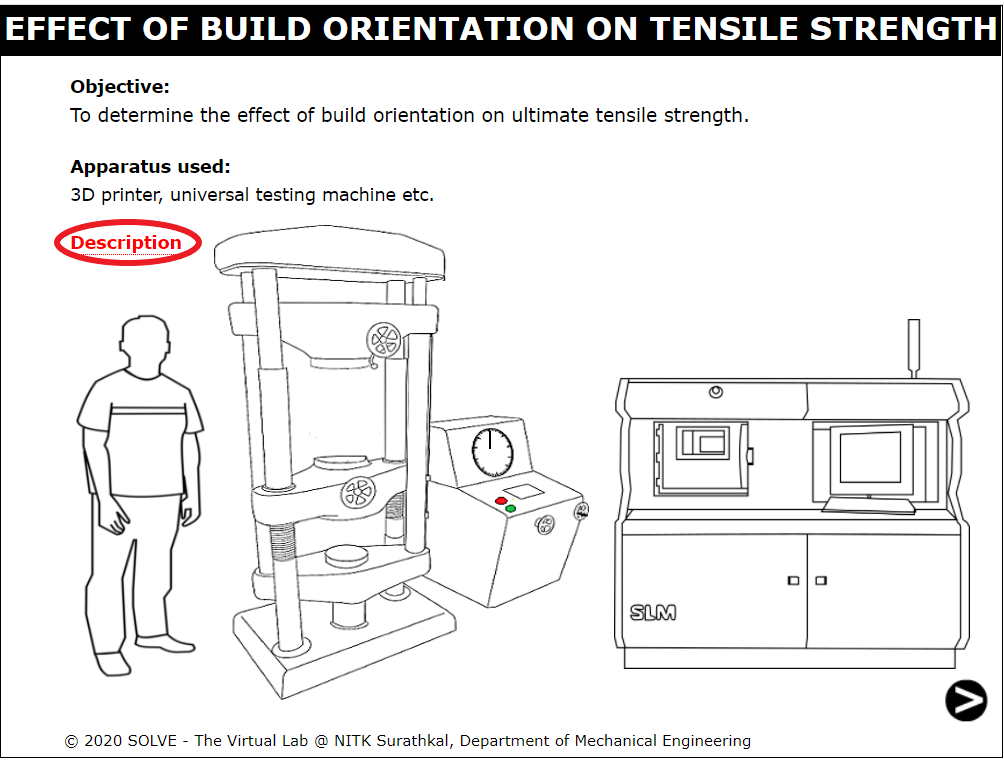 EFFECT OF BUILD ORIENTATION ON TENSILE STRENGTH
Objective:
To determine the effect of build orientation on ultimate tensile strength.
Apparatus used:
3D printer, universal testing machine etc.
Description
SLM
© 2020 SOLVE - The Virtual Lab @ NITK Surathkal, Department of Mechanical Engineering